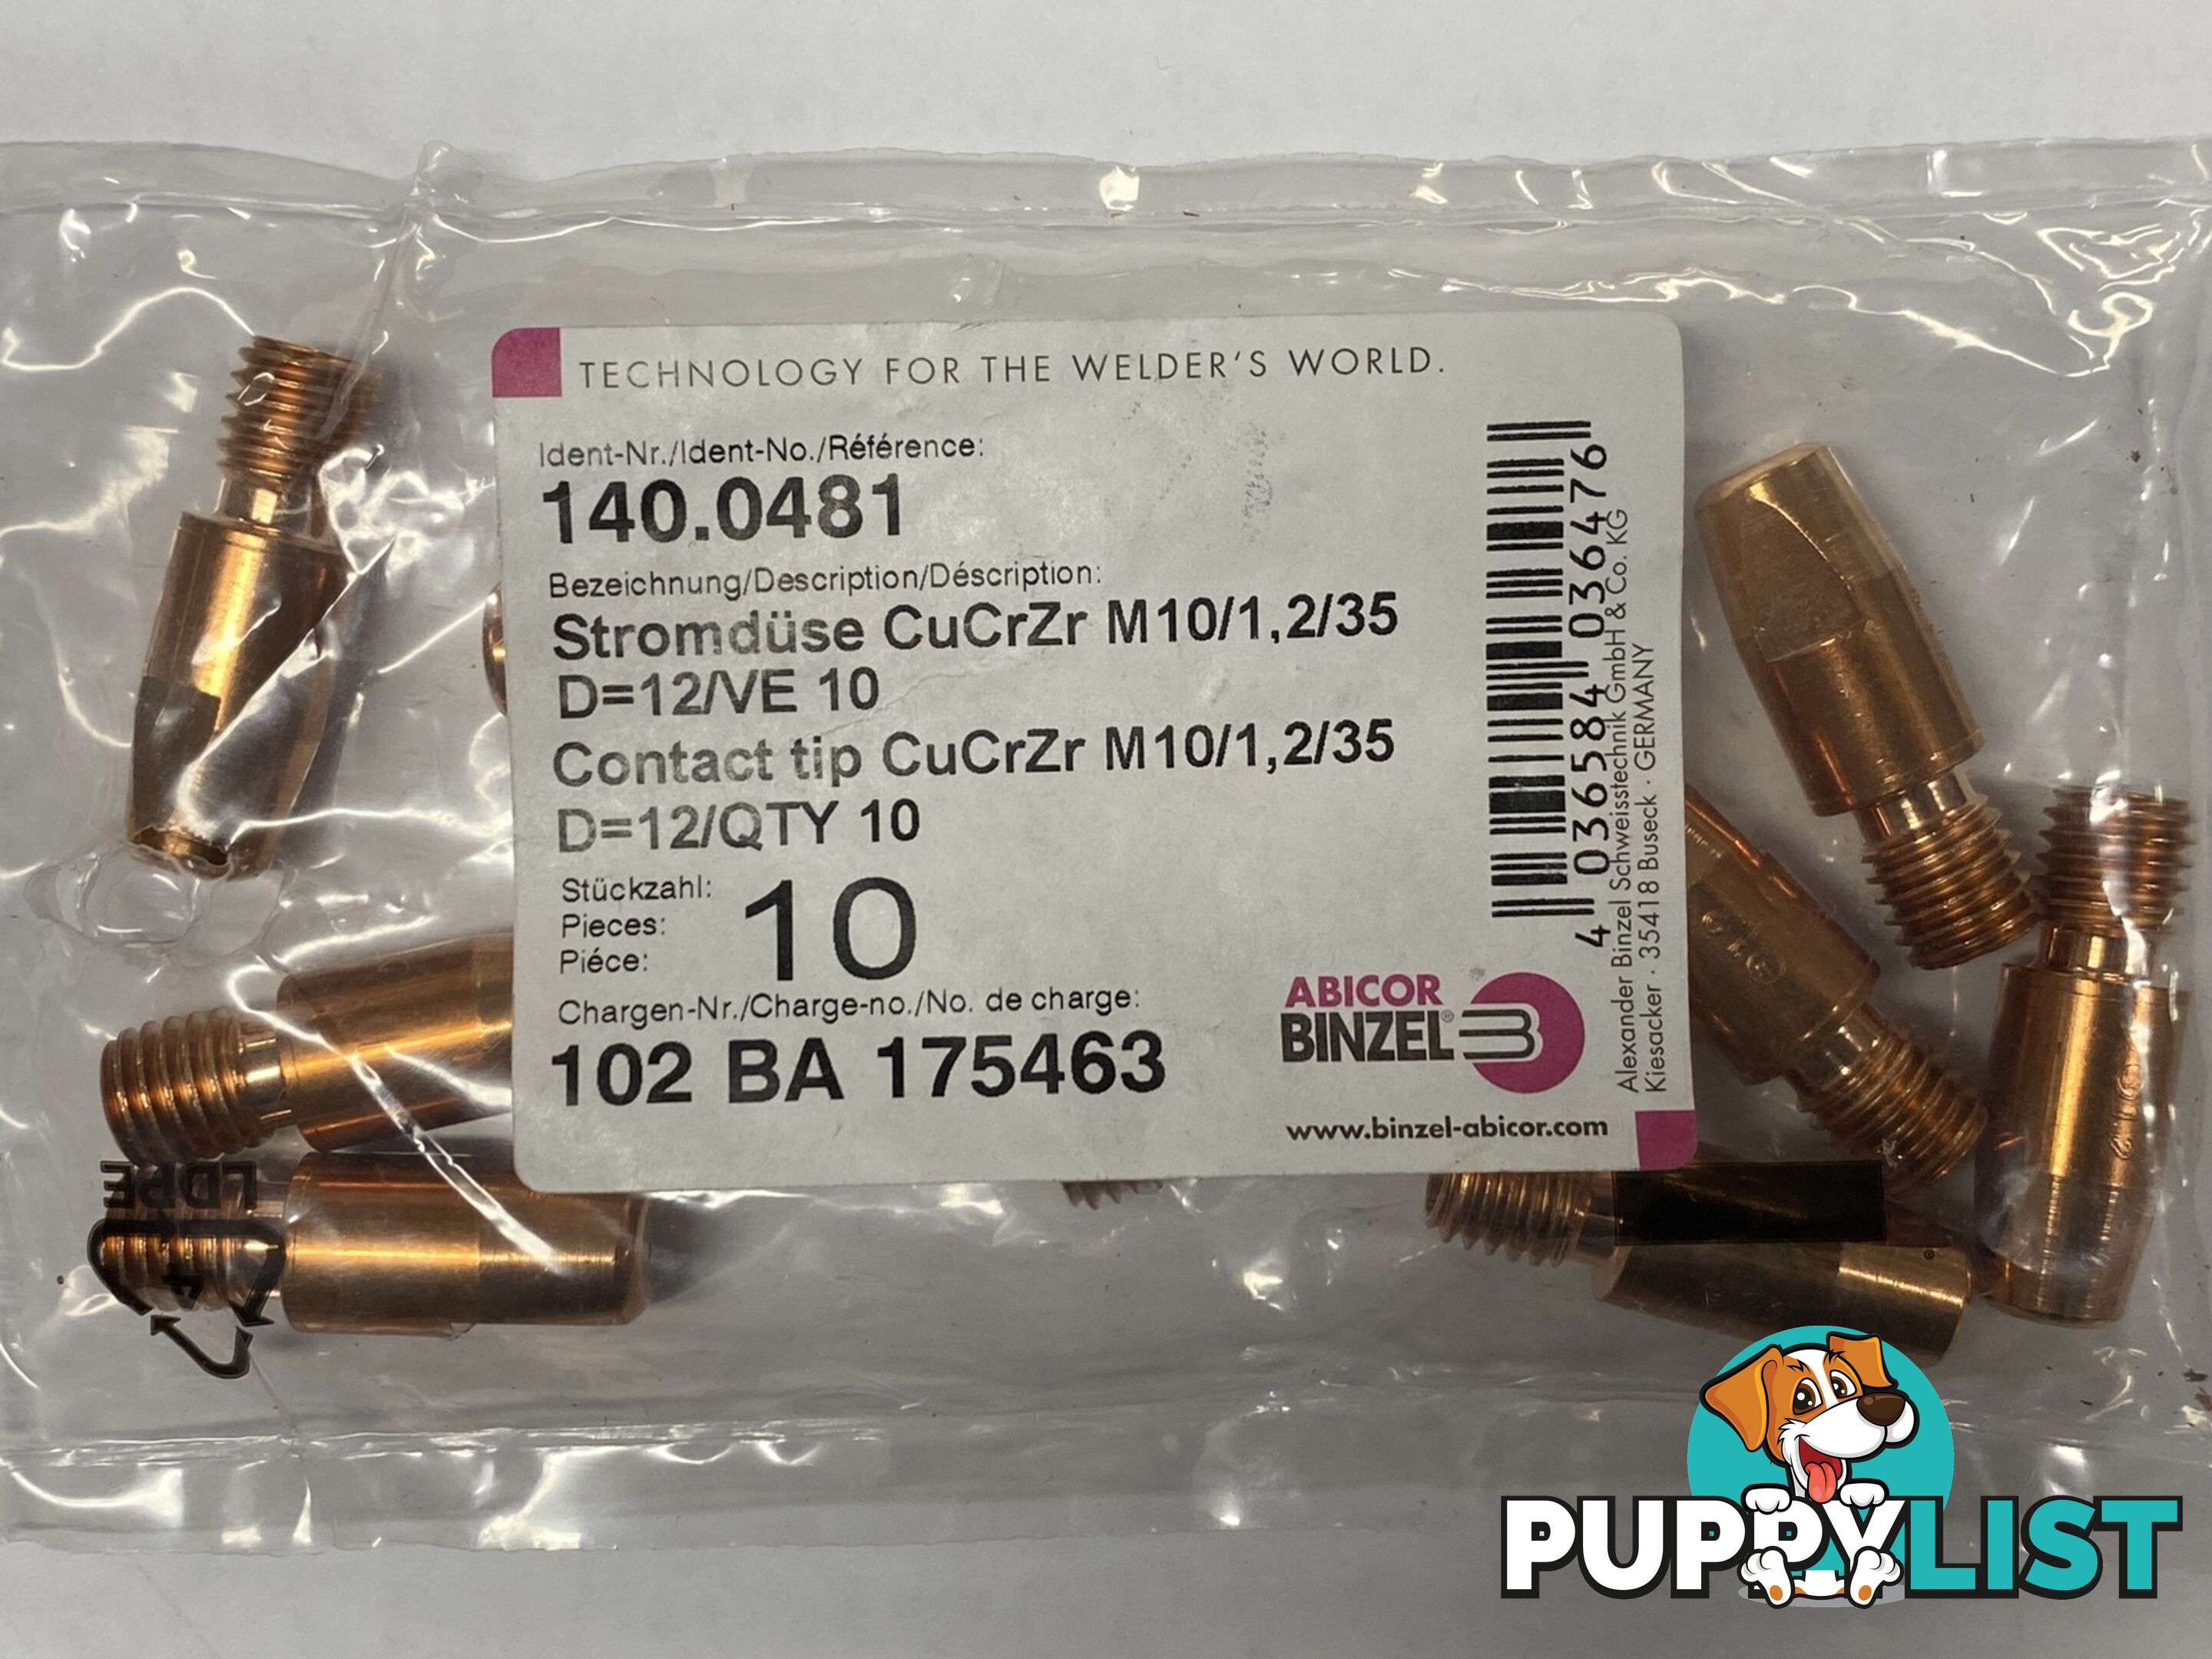 TECHNOLOGY FOR THE WELDER'S WORLD.
Ident-Nr./Ident-No./Référence:
140.0481
Bezeichnung/Description/Déscription:
Stromdüse CuCrZr M10/1,2/35
D=12/VE 10
Contact tip CuCrZr M10/1,2/35
D=12/QTY 10
Stückzahl:
Pieces:
Piéce:
10
Chargen-Nr./Charge-no./No. de charge:
102 BA 175463
4 036584 036476
Alexander Binzel Schweisstechnik GmbH & Co. KG
Kiesacker · 35418 Buseck · GERMANY
ABICOR
BINZEL®
www.binzel-abicor.com
LDPE
4
PUPPYLIST